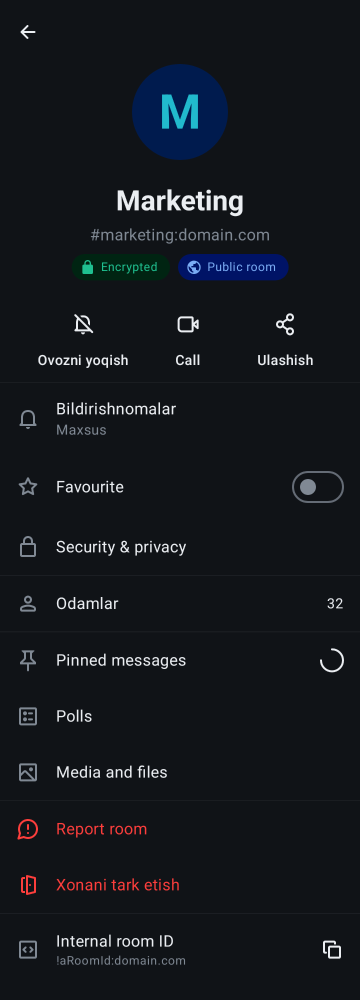 M
Marketing
#marketing:domain.com
Encrypted Public room
Ovozni yoqish Call Ulashish
Bildirishnomalar
Maxsus
Favourite
Security & privacy
Odamlar 32
Pinned messages
Polls
Media and files
Report room
Xonani tark etish
Internal room ID
!aRoomId:domain.com